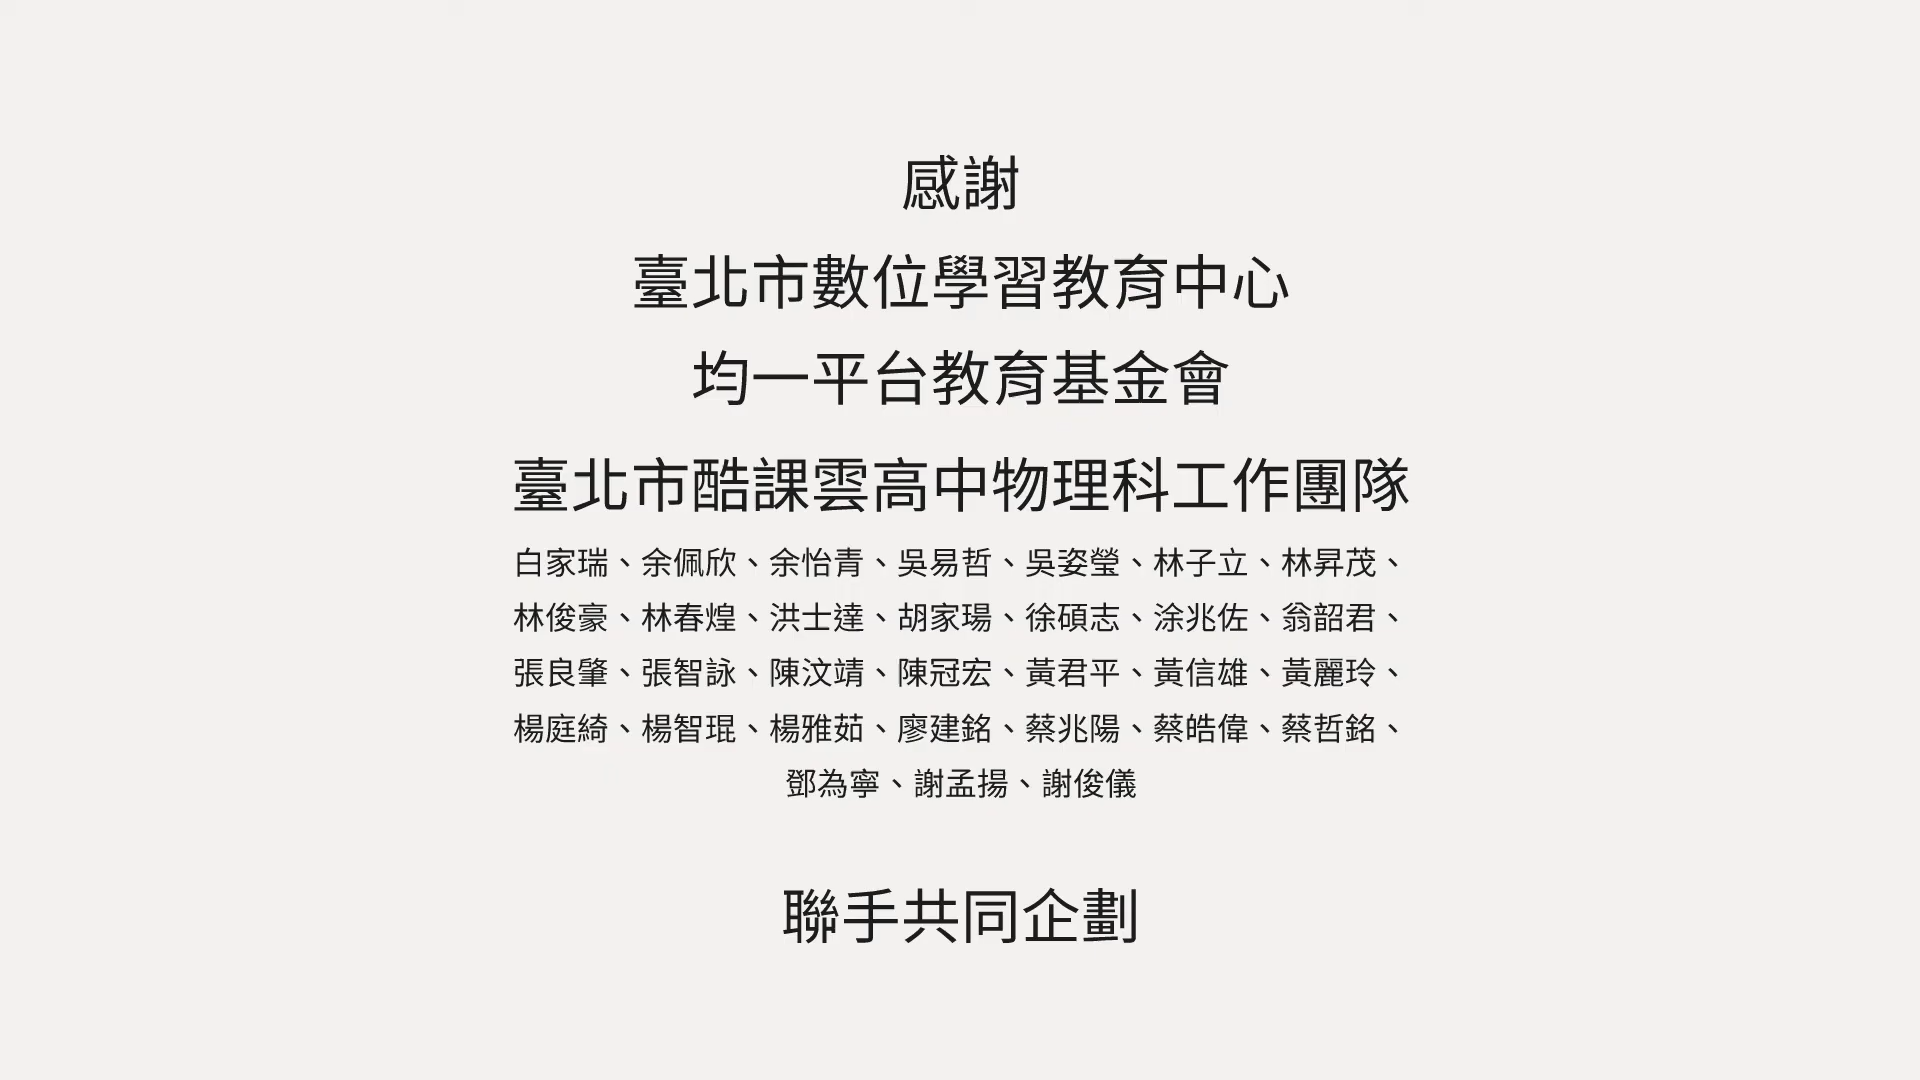 感謝
臺北市數位學習教育中心
均一平台教育基金會
臺北市酷課雲高中物理科工作團隊
白家瑞、余佩欣、余怡青、吳易哲、吳姿瑩、林子立、林昇茂、
林俊豪、林春煌、洪士達、胡家瑒、徐碩志、涂兆佐、翁韶君、
張良肇、張智詠、陳汶靖、陳冠宏、黃君平、黃信雄、黃麗玲、
楊庭綺、楊智琨、楊雅茹、廖建銘、蔡兆陽、蔡皓偉、蔡哲銘、
鄧為寧、謝孟揚、謝俊儀
聯手共同企劃